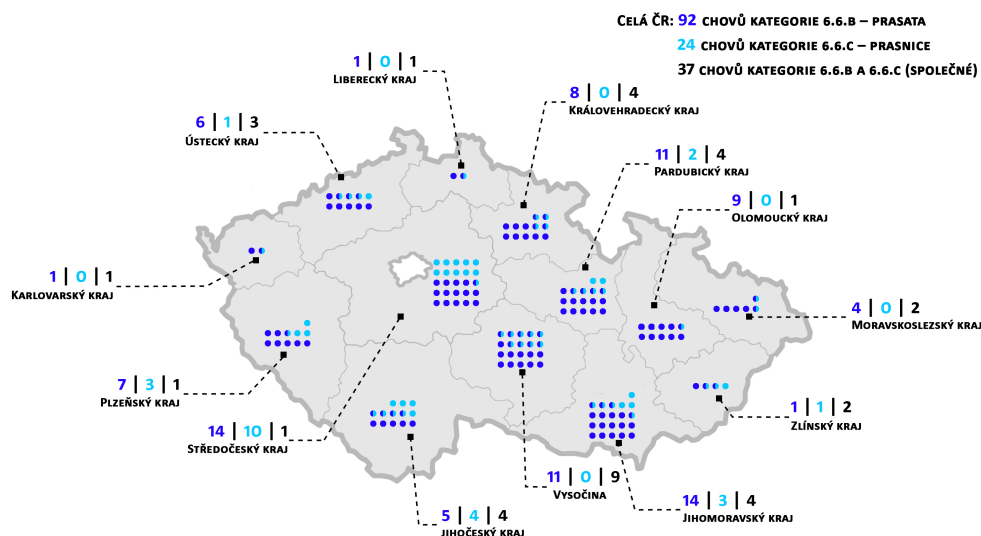 CELÁ ČR: 92 CHOVŮ KATEGORIE 6.6.B – PRASATA
24 CHOVŮ KATEGORIE 6.6.C – PRASNICE
37 CHOVŮ KATEGORIE 6.6.B A 6.6.C (SPOLEČNÉ)
1 | 0 | 1
LIBERECKÝ KRAJ
8 | 0 | 4
KRÁLOVEHRADECKÝ KRAJ
6 | 1 | 3
ÚSTECKÝ KRAJ
11 | 2 | 4
PARDUBICKÝ KRAJ
9 | 0 | 1
OLOMOUCKÝ KRAJ
1 | 0 | 1
KARLOVARSKÝ KRAJ
4 | 0 | 2
MORAVSKOSLEZSKÝ KRAJ
7 | 3 | 1
PLZEŇSKÝ KRAJ
1 | 1 | 2
ZLÍNSKÝ KRAJ
14 | 10 | 1
STŘEDOČESKÝ KRAJ
11 | 0 | 9
VYSOČINA
14 | 3 | 4
JIHOMORAVSKÝ KRAJ
5 | 4 | 4
JIHOČESKÝ KRAJ